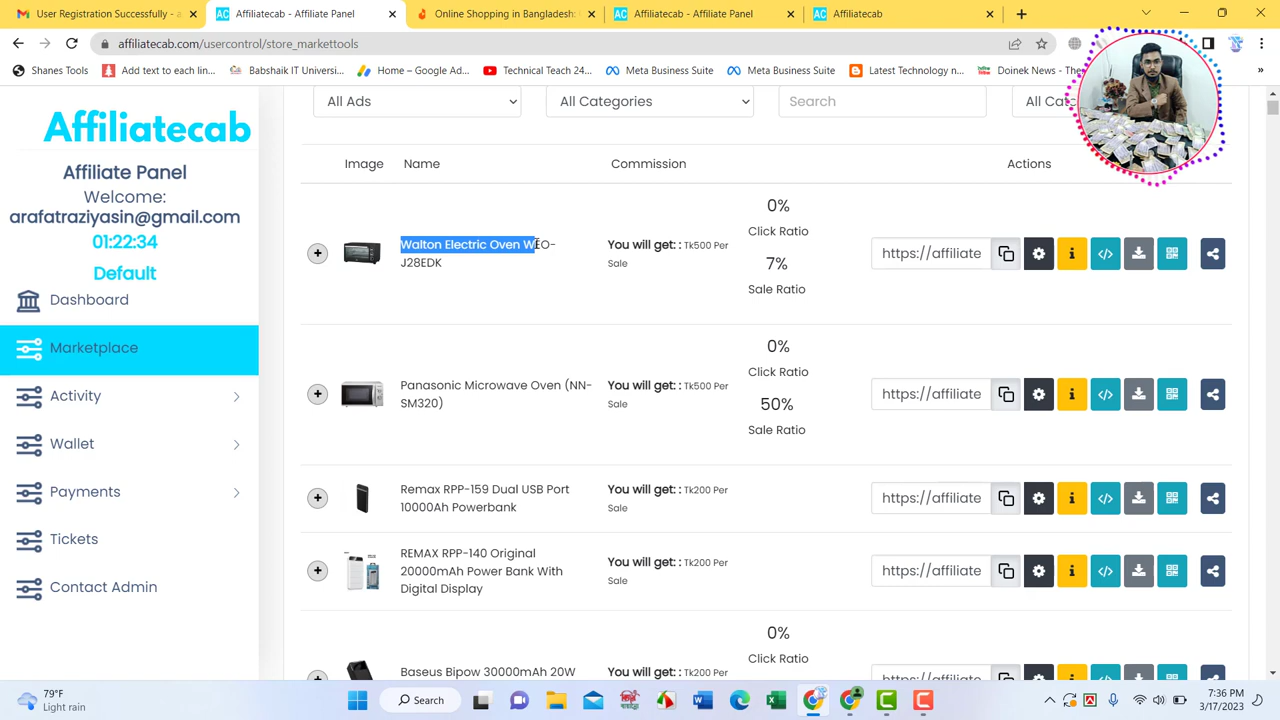 Registration Successfully -
Affiliatecab - Affiliate Panel
Online Shopping in Bangladesh:
Affiliatecab - Affiliate Panel
Affiliatecab
affiliatecab.com/usercontrol/store_markettools
Shanes Tools
Add text to each lin...
Babshaik IT Universi...
Home – Google Ad...
Technical Teach 24...
Meta Business Suite
Meta Business Suite
Latest Technology n...
Doinek News - The
Affiliatecab
Affiliate Panel
Welcome:
arafatraziyasin@gmail.com
01:22:34
Default
Dashboard
Marketplace
Activity
Wallet
Payments
Tickets
Contact Admin
All Ads
All Categories
Search
Image
Name
Commission
Actions
Walton Electric Oven WEO-
J28EDK
You will get: : Tk500 Per
Sale
0%
Click Ratio
7%
Sale Ratio
https://affiliate
Panasonic Microwave Oven (NN-
SM320)
You will get: : Tk500 Per
Sale
0%
Click Ratio
50%
Sale Ratio
https://affiliate
Remax RPP-159 Dual USB Port
10000Ah Powerbank
You will get: : Tk200 Per
Sale
https://affiliate
REMAX RPP-140 Original
20000mAh Power Bank With
Digital Display
You will get: : Tk200 Per
Sale
https://affiliate
Baseus Bipow 30000mAh 20W
You will get: : Tk200 Per
0%
Click Ratio
https://affiliate
79°F
Light rain
Search
7:36 PM
3/17/2023